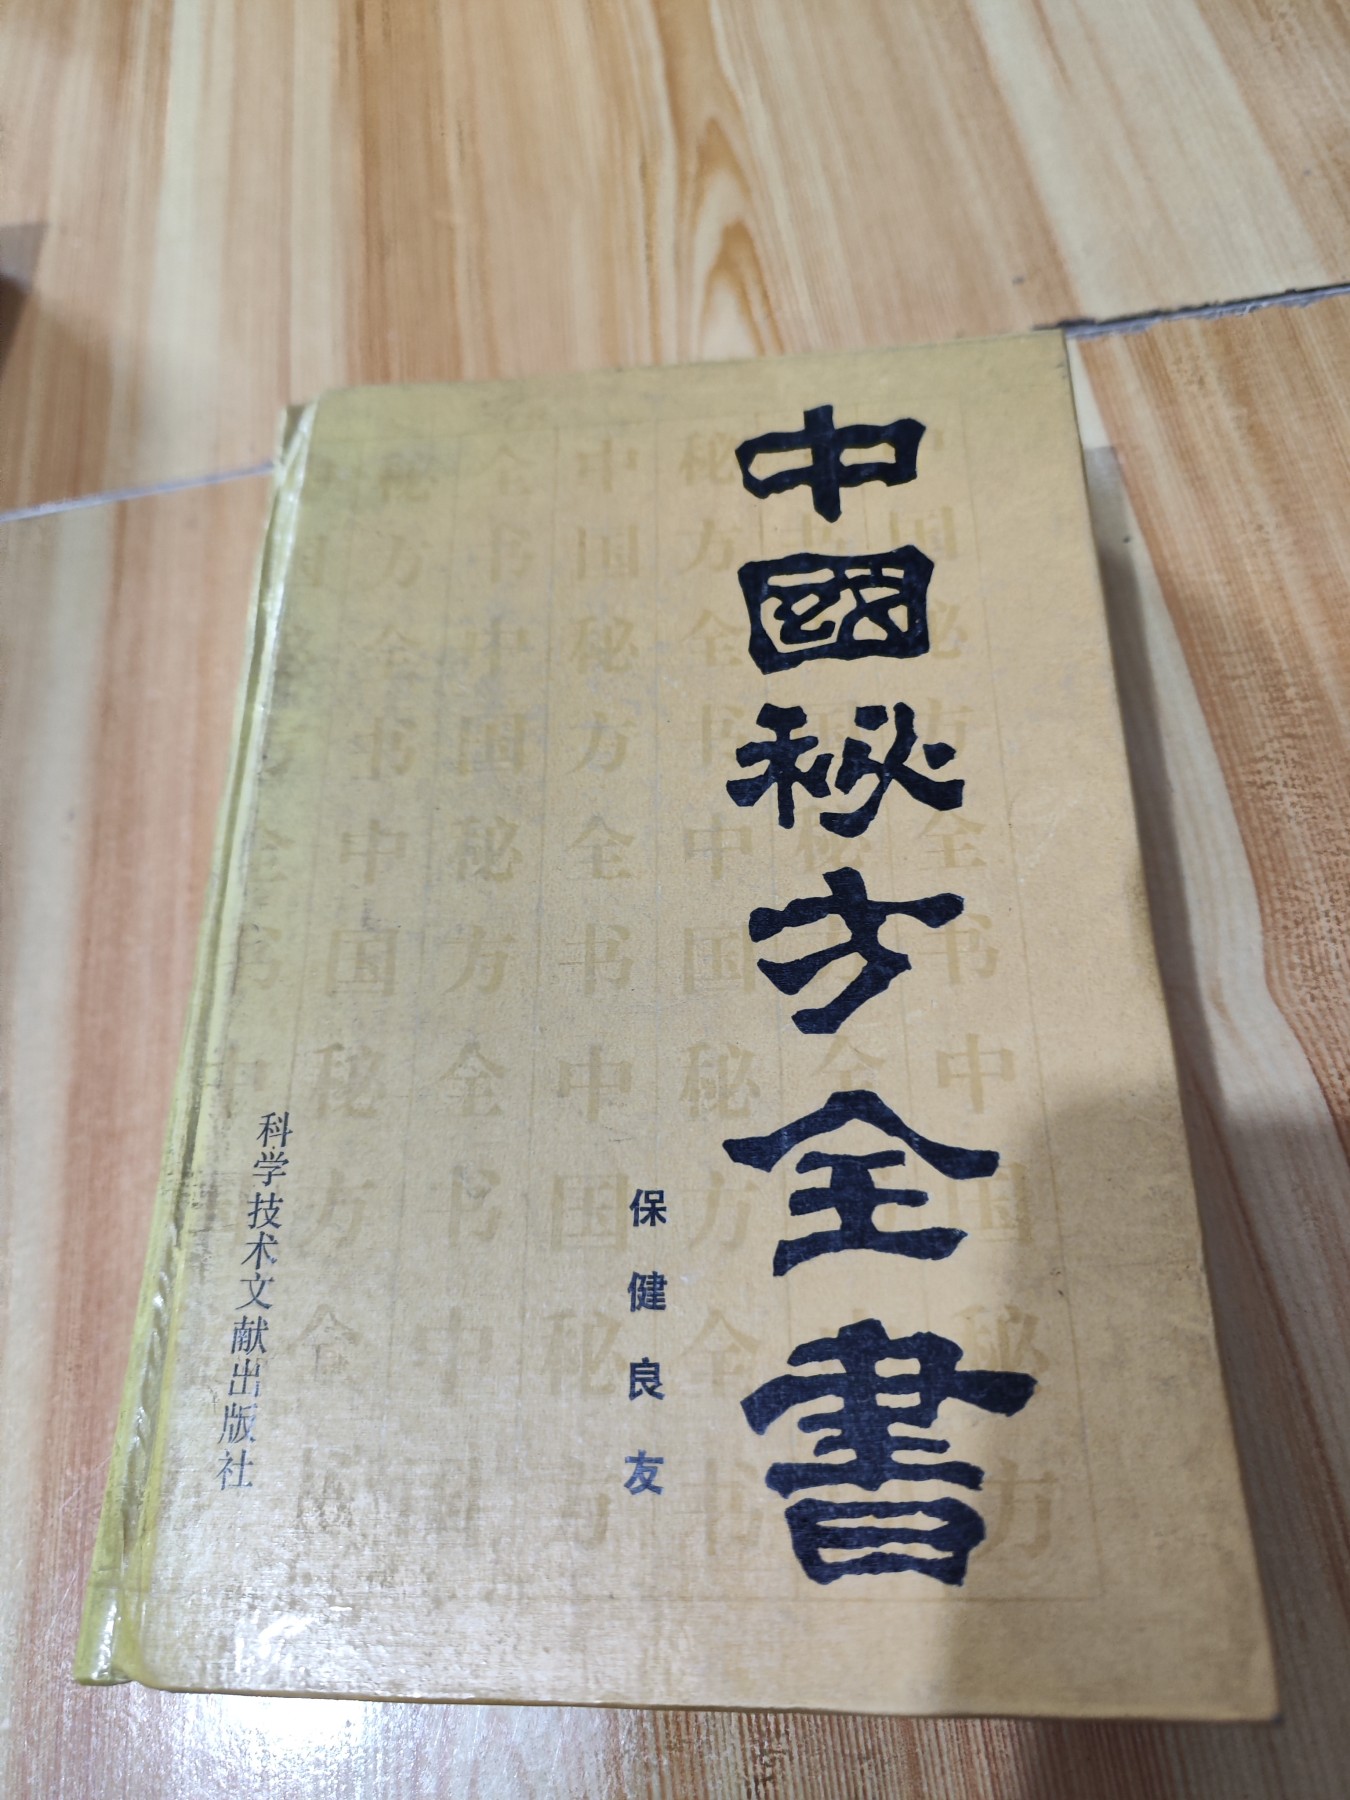 中國秘方全書
保健良友
科学技术文献出版社